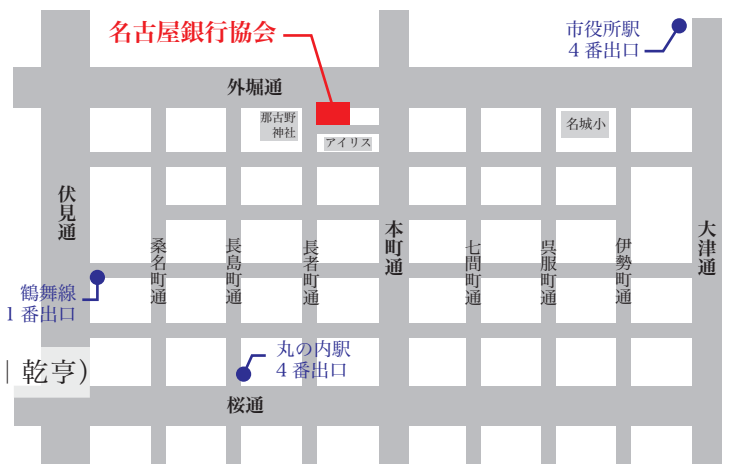 名古屋銀行協会
市役所駅
4 番出口
外堀通
那古野
神社
アイリス
名城小
伏見通
桑名町通
長島町通
長者町通
本町通
七間町通
呉服町通
伊勢町通
大津通
鶴舞線
1 番出口
丸の内駅
4 番出口
| 乾亨)
桜通